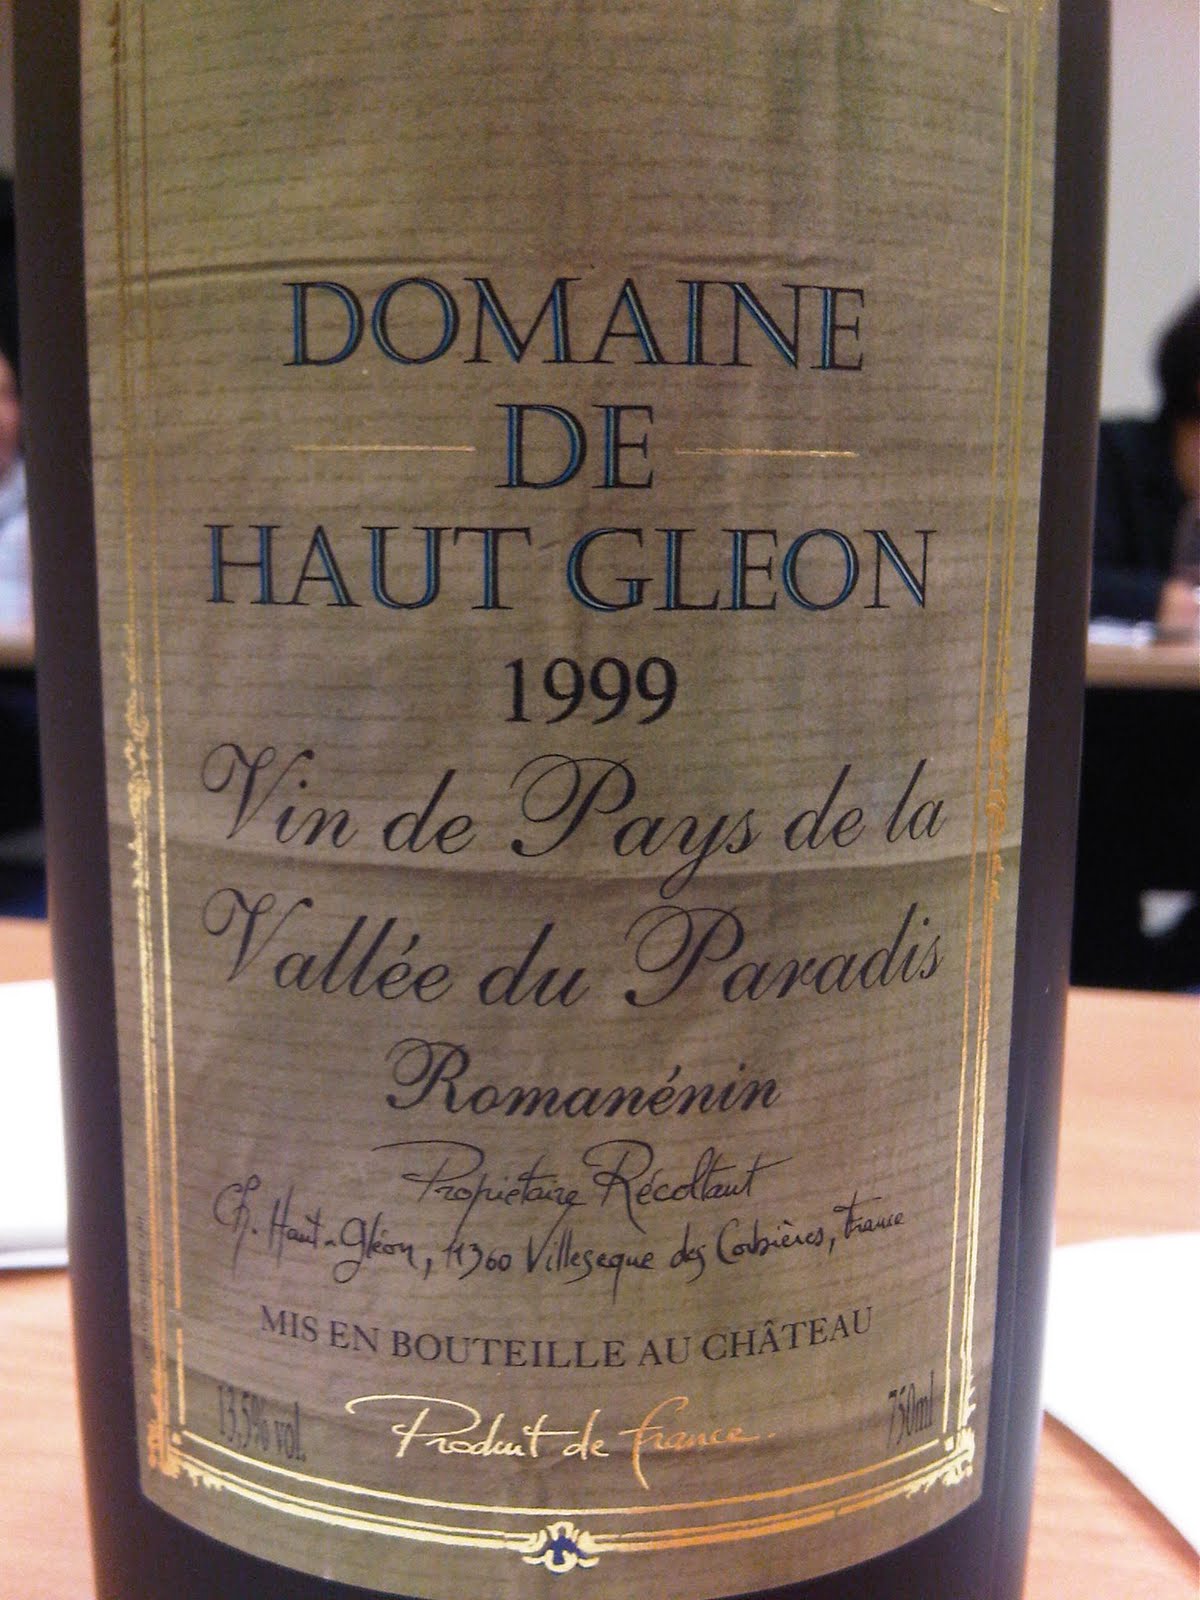 DOMAINE
DE
HAUT GLEON
1999
Vin de Pays de la
Vallée du Paradis
Romanénin
Propriétaire Récoltant
Ch. Haut-Gléon, 11360 Villeseque des Corbières, France
MIS EN BOUTEILLE AU CHÂTEAU
13,5% vol. Produit de France. 750ml